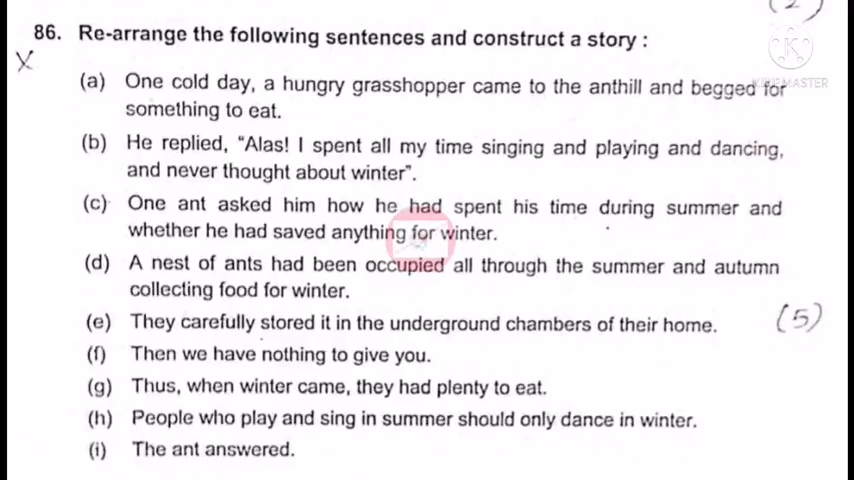 (2)
86. Re-arrange the following sentences and construct a story :
X
K
KINEMASTER
(a) One cold day, a hungry grasshopper came to the anthill and begged for
something to eat.
(b) He replied, “Alas! I spent all my time singing and playing and dancing,
and never thought about winter”.
(c) One ant asked him how he had spent his time during summer and
whether he had saved anything for winter.
(d) A nest of ants had been occupied all through the summer and autumn
collecting food for winter.
(e) They carefully stored it in the underground chambers of their home.
(5)
(f) Then we have nothing to give you.
(g) Thus, when winter came, they had plenty to eat.
(h) People who play and sing in summer should only dance in winter.
(i) The ant answered.